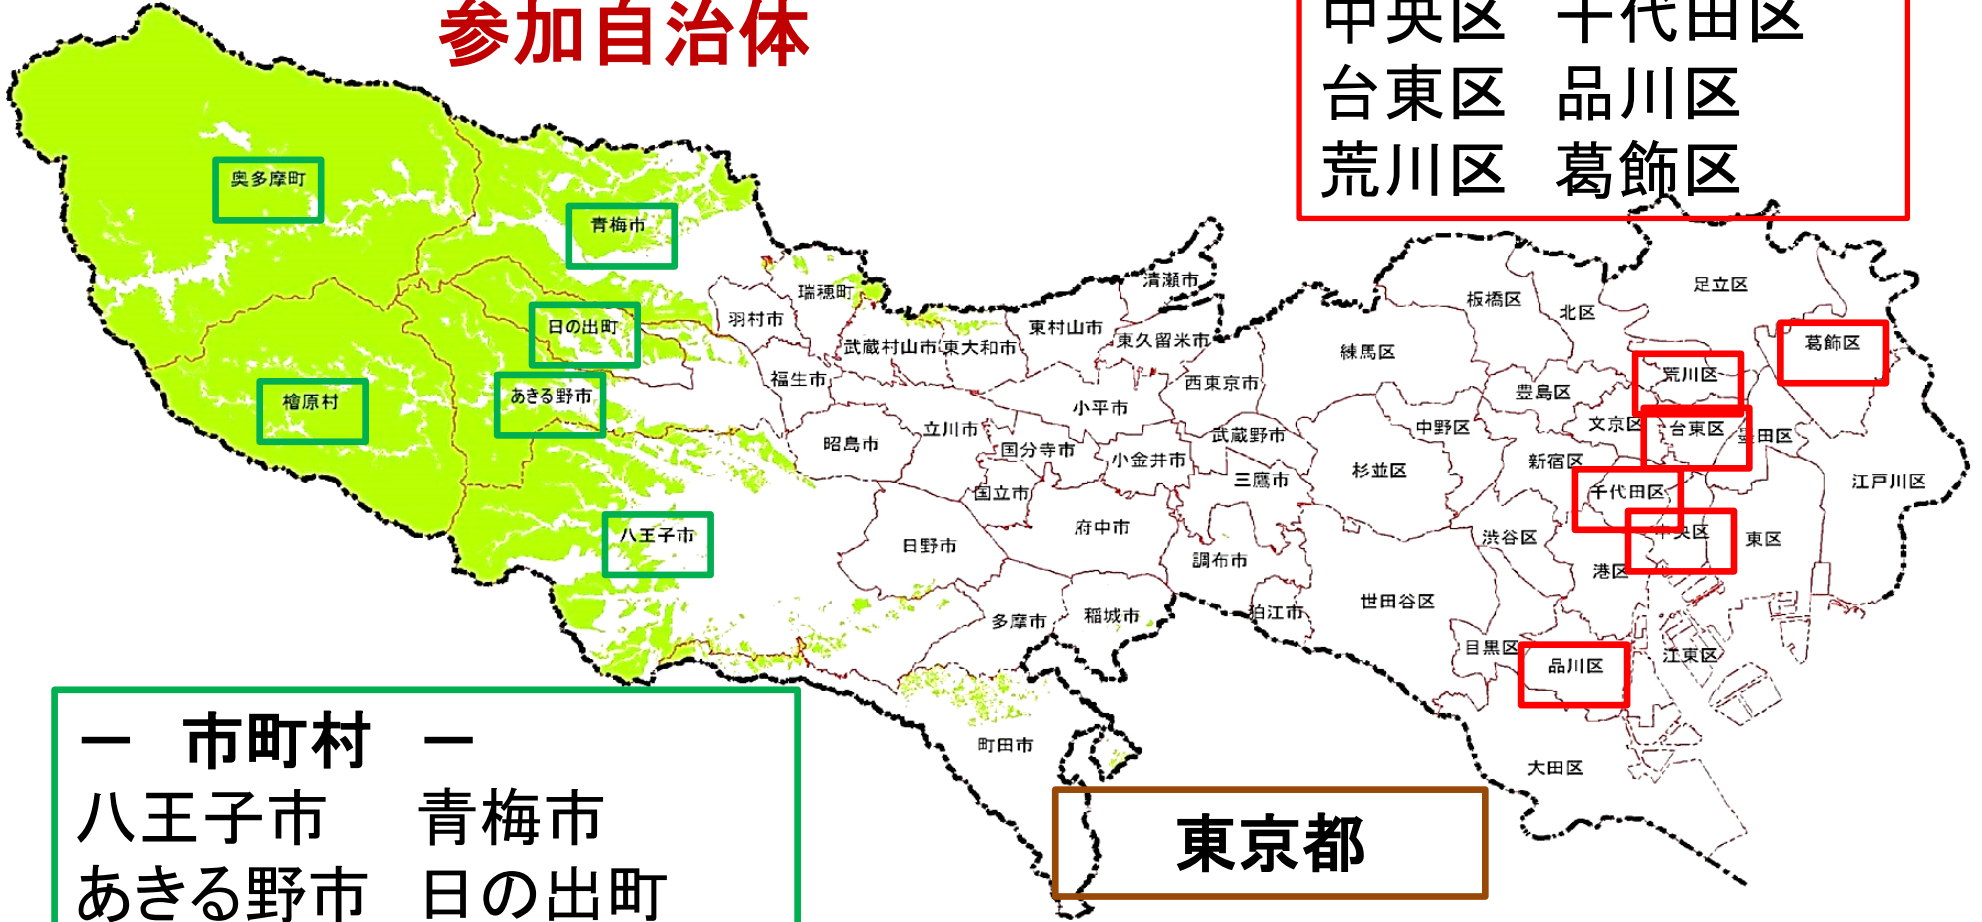 参加自治体
中央区 千代田区
台東区 品川区
荒川区 葛飾区
奥多摩町
青梅市
日の出町
あきる野市
檜原村
八王子市
瑞穂町
羽村市
武蔵村山市
東大和市
東村山市
清瀬市
東久留米市
福生市
西東京市
小平市
昭島市
立川市
国分寺市
小金井市
武蔵野市
三鷹市
国立市
府中市
日野市
調布市
多摩市
稲城市
狛江市
町田市
板橋区
北区
足立区
葛飾区
練馬区
荒川区
豊島区
中野区
文京区
台東区
墨田区
杉並区
新宿区
千代田区
江戸川区
渋谷区
中央区
東区
港区
世田谷区
目黒区
品川区
江東区
大田区
― 市町村 ―
八王子市 青梅市
あきる野市 日の出町
東京都